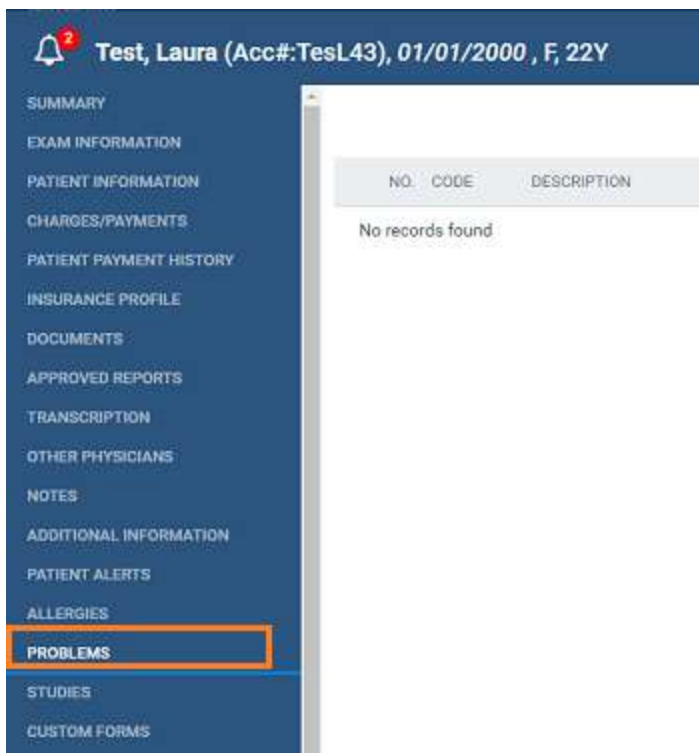 2
Test, Laura (Acc#:TesL43), 01/01/2000 , F, 22Y
SUMMARY
EXAM INFORMATION
PATIENT INFORMATION
CHARGES/PAYMENTS
PATIENT PAYMENT HISTORY
INSURANCE PROFILE
DOCUMENTS
APPROVED REPORTS
TRANSCRIPTION
OTHER PHYSICIANS
NOTES
ADDITIONAL INFORMATION
PATIENT ALERTS
ALLERGIES
PROBLEMS
STUDIES
CUSTOM FORMS
NO. CODE DESCRIPTION
No records found